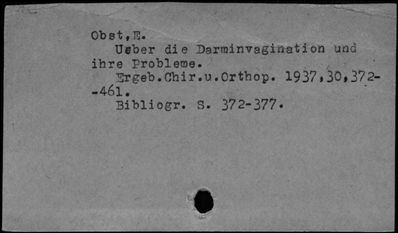 Obst,E.
Ueber die Darminvagination und
ihre Probleme.
Ergeb.Chir.u.Orthop. 1937,30,372-
-461.
Bibliogr. S. 372-377.